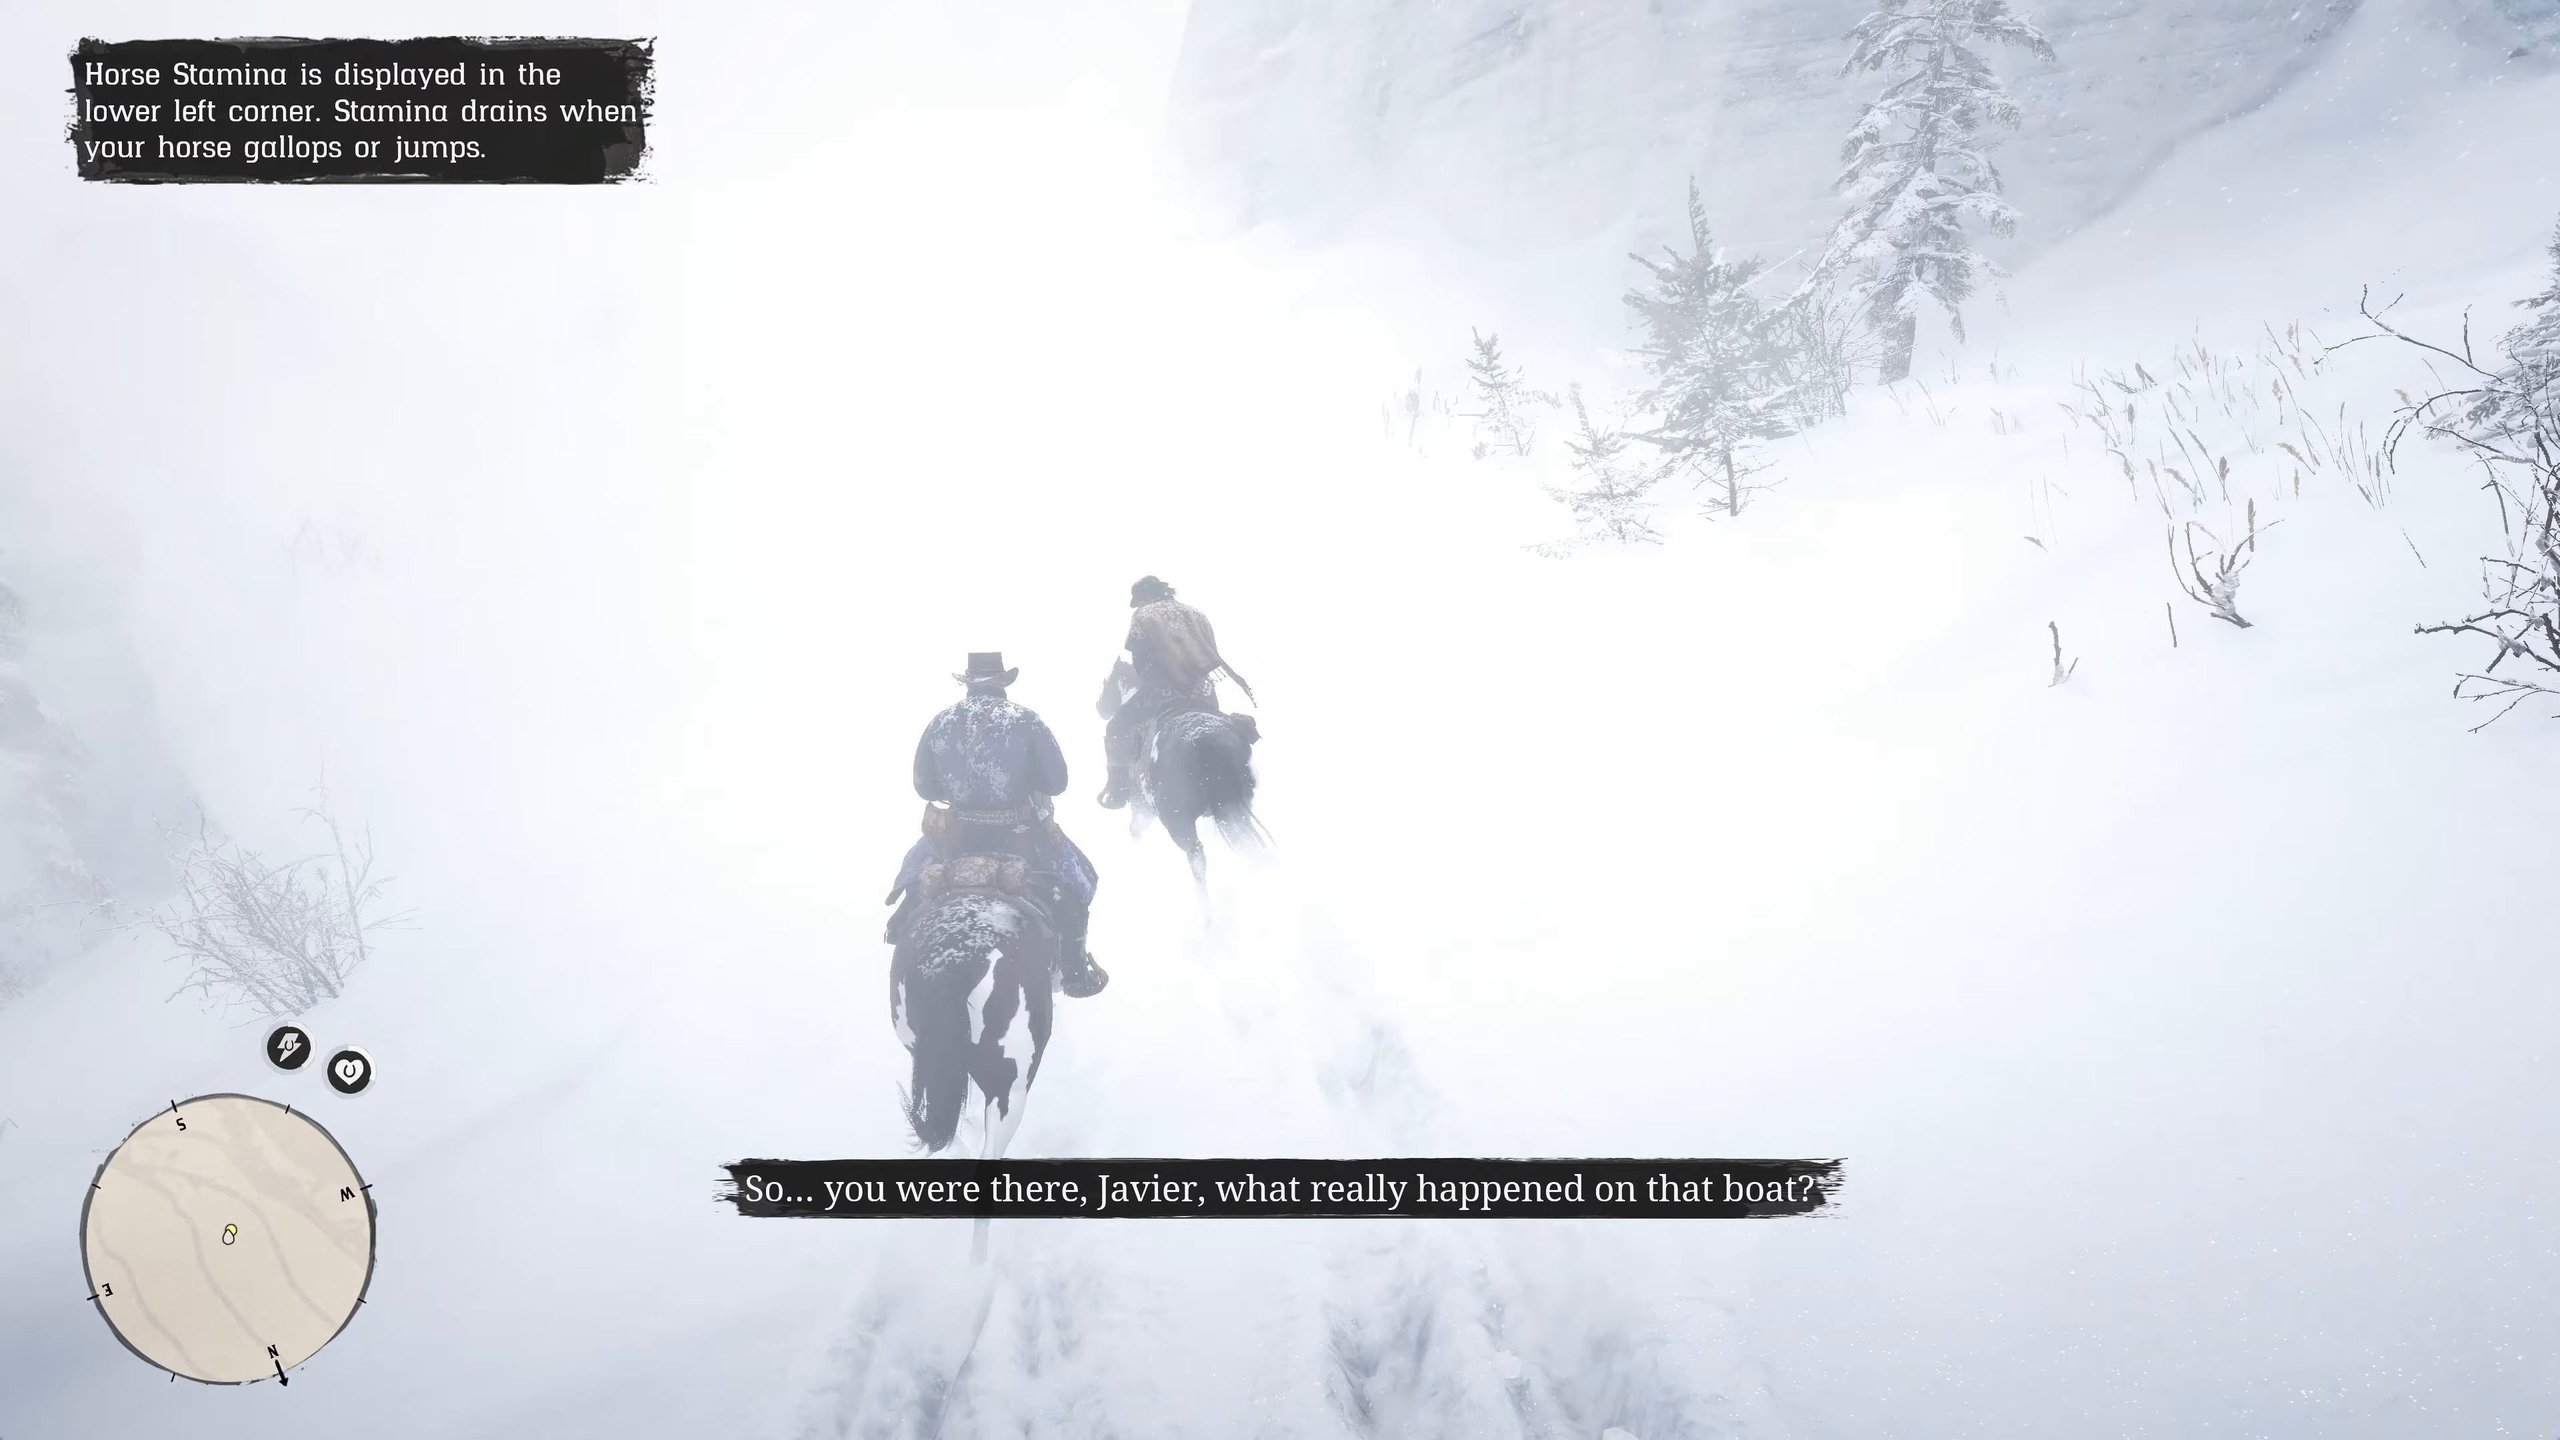 Horse Stamina is displayed in the
lower left corner. Stamina drains when
your horse gallops or jumps.
S
W
E
N
So... you were there, Javier, what really happened on that boat?